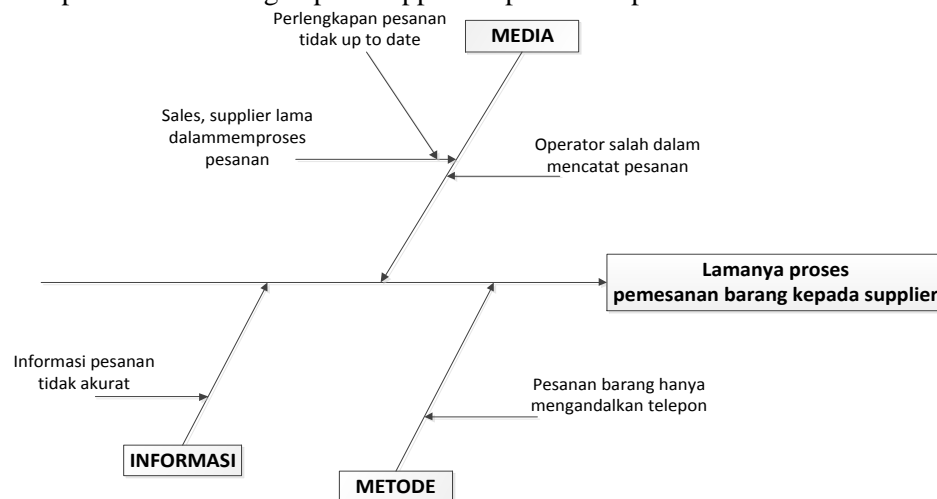 Perlengkapan pesanan
tidak up to date
MEDIA
Sales, supplier lama
dalammemproses
pesanan
Operator salah dalam
mencatat pesanan
Lamanya proses
pemesanan barang kepada supplier
Informasi pesanan
tidak akurat
Pesanan barang hanya
mengandalkan telepon
INFORMASI
METODE